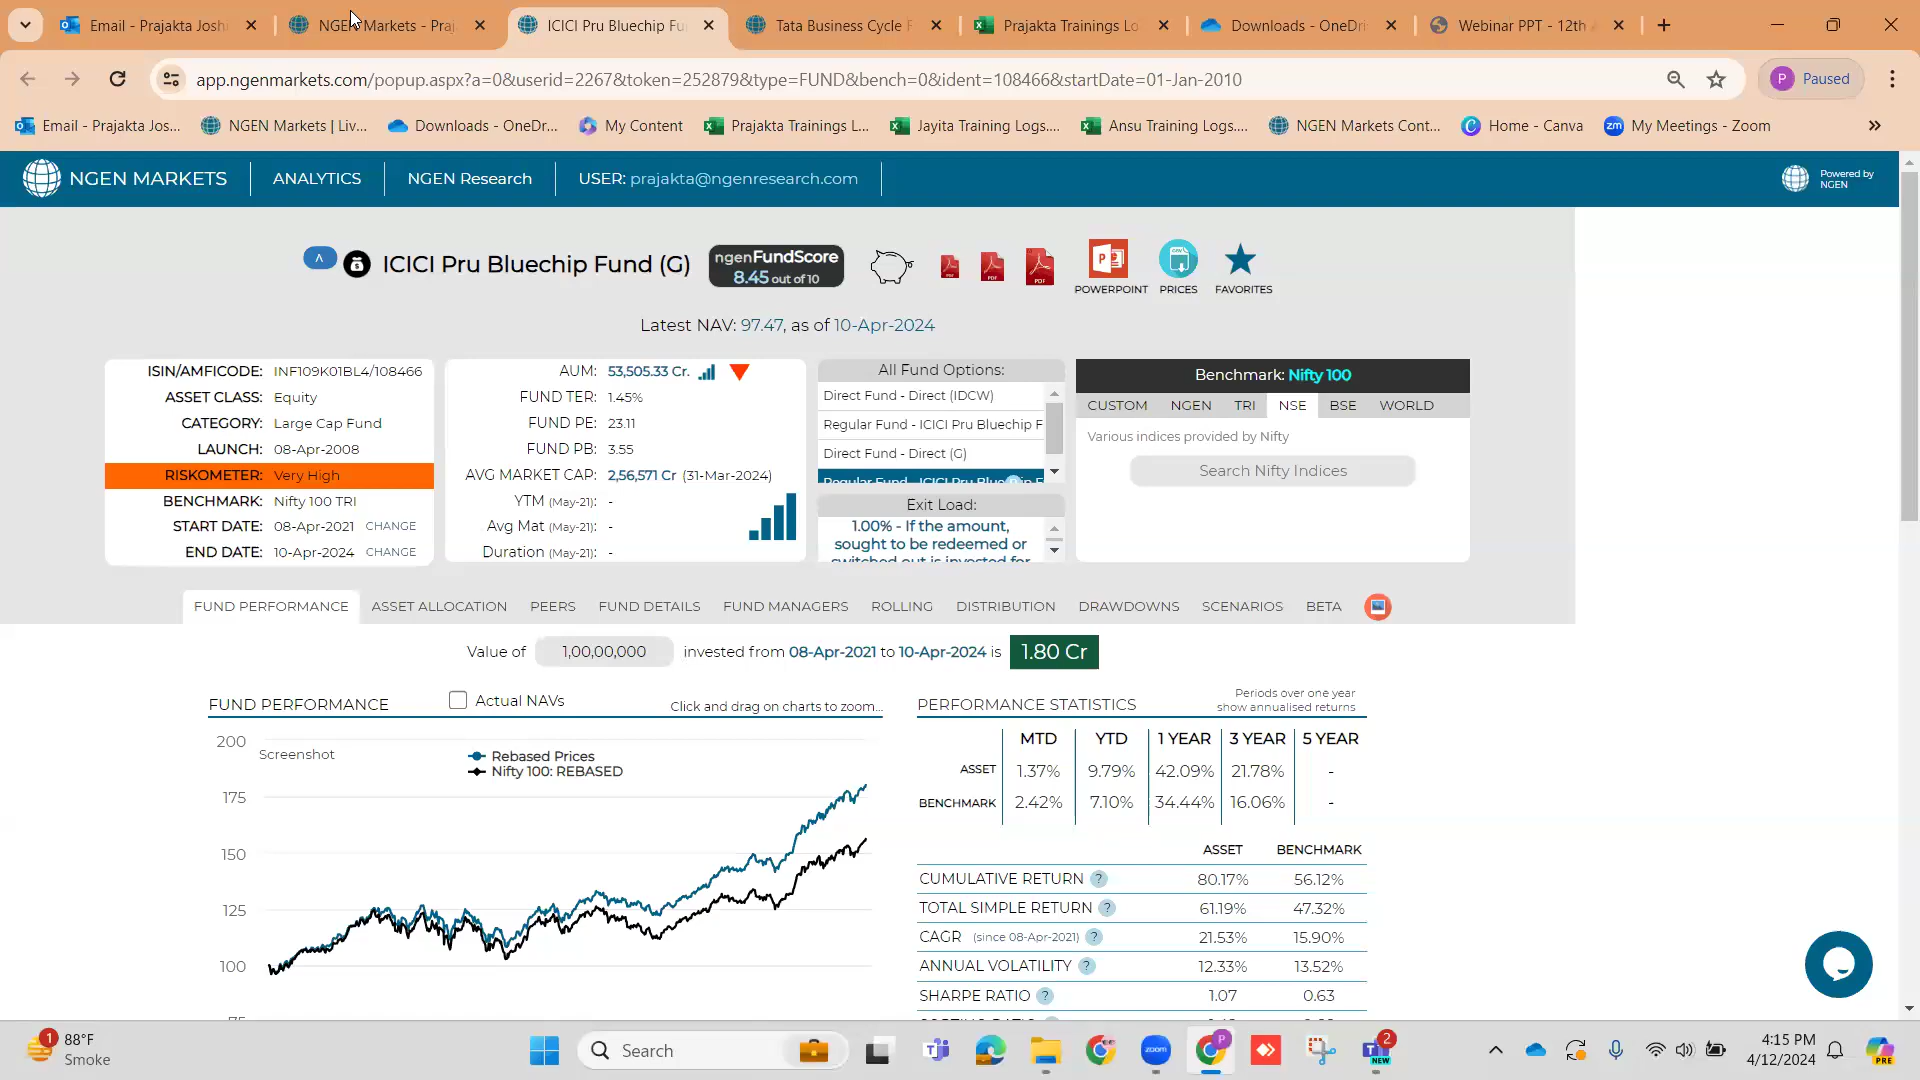 Email - Prajakta Joshi
NGEN Markets - Praj
ICICI Pru Bluechip Fu
Tata Business Cycle F
Prajakta Trainings Lo
Downloads - OneDri
Webinar PPT - 12th
app.ngenmarkets.com/popup.aspx?a=0&userid=2267&token=252879&type=FUND&bench=0&ident=108466&startDate=01-Jan-2010
P Paused
Email - Prajakta Jos...
NGEN Markets | Liv...
Downloads - OneDr...
My Content
Prajakta Trainings L...
Jayita Training Logs....
Ansu Training Logs....
NGEN Markets Cont...
Home - Canva
zm My Meetings - Zoom
NGEN MARKETS
ANALYTICS
NGEN Research
USER: prajakta@ngenresearch.com
Powered by
NGEN
ICICI Pru Bluechip Fund (G)
ngenFundScore
8.45 out of 10
POWERPOINT
PRICES
FAVORITES
Latest NAV: 97.47, as of 10-Apr-2024
ISIN/AMFICODE: INF109K01BL4/108466
ASSET CLASS: Equity
CATEGORY: Large Cap Fund
LAUNCH: 08-Apr-2008
RISKOMETER: Very High
BENCHMARK: Nifty 100 TRI
START DATE: 08-Apr-2021 CHANGE
END DATE: 10-Apr-2024 CHANGE
AUM: 53,505.33 Cr.
FUND TER: 1.45%
FUND PE: 23.11
FUND PB: 3.55
AVG MARKET CAP: 2,56,571 Cr (31-Mar-2024)
YTM (May-21): -
Avg Mat (May-21): -
Duration (May-21): -
All Fund Options:
Direct Fund - Direct (IDCW)
Regular Fund - ICICI Pru Bluechip F
Direct Fund - Direct (G)
Regular Fund - ICICI Pru Bluechip F
Exit Load:
1.00% - If the amount,
sought to be redeemed or
switched out is invested for
Benchmark: Nifty 100
CUSTOM NGEN TRI NSE BSE WORLD
Various indices provided by Nifty
Search Nifty Indices
FUND PERFORMANCE
ASSET ALLOCATION
PEERS
FUND DETAILS
FUND MANAGERS
ROLLING
DISTRIBUTION
DRAWDOWNS
SCENARIOS
BETA
Value of 1,00,00,000 invested from 08-Apr-2021 to 10-Apr-2024 is 1.80 Cr
FUND PERFORMANCE
Actual NAVs
Click and drag on charts to zoom...
Screenshot
Rebased Prices
Nifty 100: REBASED
200
175
150
125
100
75
PERFORMANCE STATISTICS
Periods over one year
show annualised returns
MTD YTD 1 YEAR 3 YEAR 5 YEAR
ASSET 1.37% 9.79% 42.09% 21.78% -
BENCHMARK 2.42% 7.10% 34.44% 16.06% -
ASSET BENCHMARK
CUMULATIVE RETURN ? 80.17% 56.12%
TOTAL SIMPLE RETURN ? 61.19% 47.32%
CAGR (since 08-Apr-2021) ? 21.53% 15.90%
ANNUAL VOLATILITY ? 12.33% 13.52%
SHARPE RATIO ? 1.07 0.63
1
88°F
Smoke
Search
zoom
P
2
NEW
4:15 PM
4/12/2024
PRE